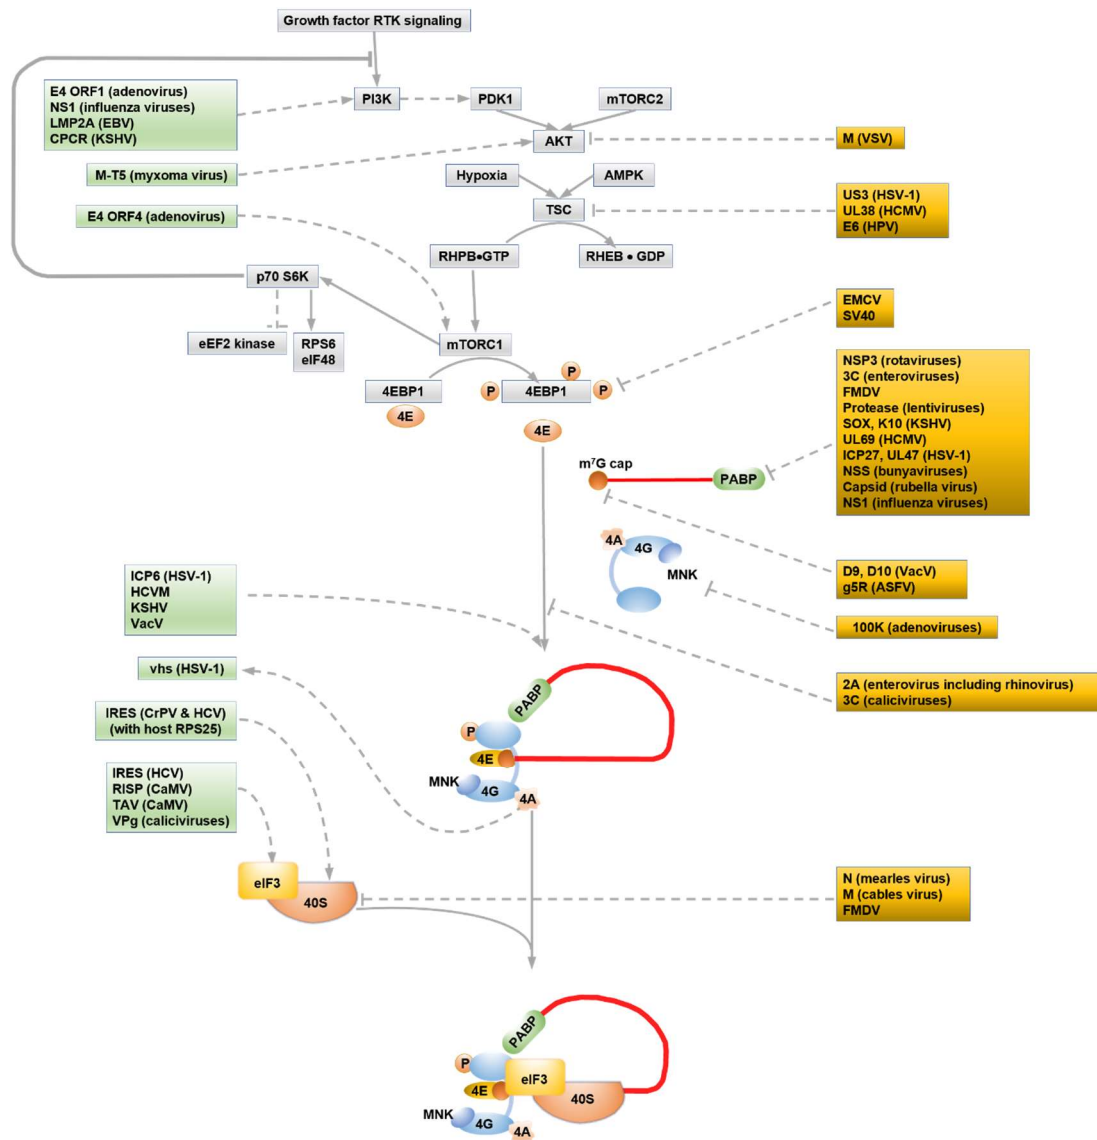 Growth factor RTK signaling
E4 ORF1 (adenovirus)
NS1 (influenza viruses)
LMP2A (EBV)
CPCR (KSHV)
PI3K
PDK1
mTORC2
AKT
M (VSV)
M-T5 (myxoma virus)
Hypoxia
AMPK
US3 (HSV-1)
UL38 (HCMV)
E6 (HPV)
E4 ORF4 (adenovirus)
TSC
RHPB•GTP
RHEB • GDP
p70 S6K
EMCV
SV40
eEF2 kinase
RPS6
eIF48
mTORC1
4EBP1
4E
P
4EBP1
P
P
4E
NSP3 (rotaviruses)
3C (enteroviruses)
FMDV
Protease (lentiviruses)
SOX, K10 (KSHV)
UL69 (HCMV)
ICP27, UL47 (HSV-1)
NSS (bunyaviruses)
Capsid (rubella virus)
NS1 (influenza viruses)
m⁷G cap
PABP
4A
4G
MNK
D9, D10 (VacV)
g5R (ASFV)
ICP6 (HSV-1)
HCVM
KSHV
VacV
100K (adenoviruses)
vhs (HSV-1)
2A (enterovirus including rhinovirus)
3C (caliciviruses)
PABP
P
4E
MNK
4G
4A
IRES (CrPV & HCV)
(with host RPS25)
IRES (HCV)
RISP (CaMV)
TAV (CaMV)
VPg (caliciviruses)
eIF3
40S
N (mearles virus)
M (cables virus)
FMDV
PABP
P
4E
eIF3
40S
MNK
4G
4A